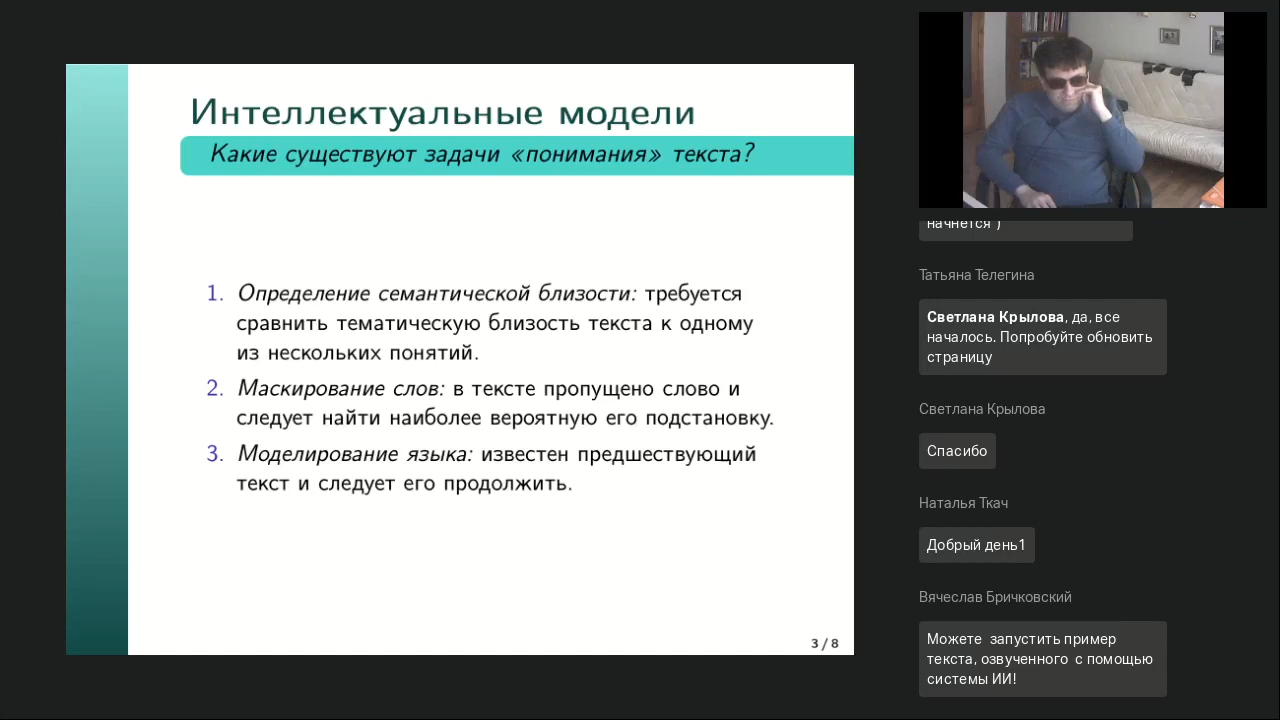 Интеллектуальные модели
Какие существуют задачи «понимания» текста?
1. Определение семантической близости: требуется
сравнить тематическую близость текста к одному
из нескольких понятий.
2. Маскирование слов: в тексте пропущено слово и
следует найти наиболее вероятную его подстановку.
3. Моделирование языка: известен предшествующий
текст и следует его продолжить.
3 / 8
начнется )
Татьяна Телегина
Светлана Крылова, да, все
началось. Попробуйте обновить
страницу
Светлана Крылова
Спасибо
Наталья Ткач
Добрый день1
Вячеслав Бричковский
Можете запустить пример
текста, озвученного с помощью
системы ИИ!